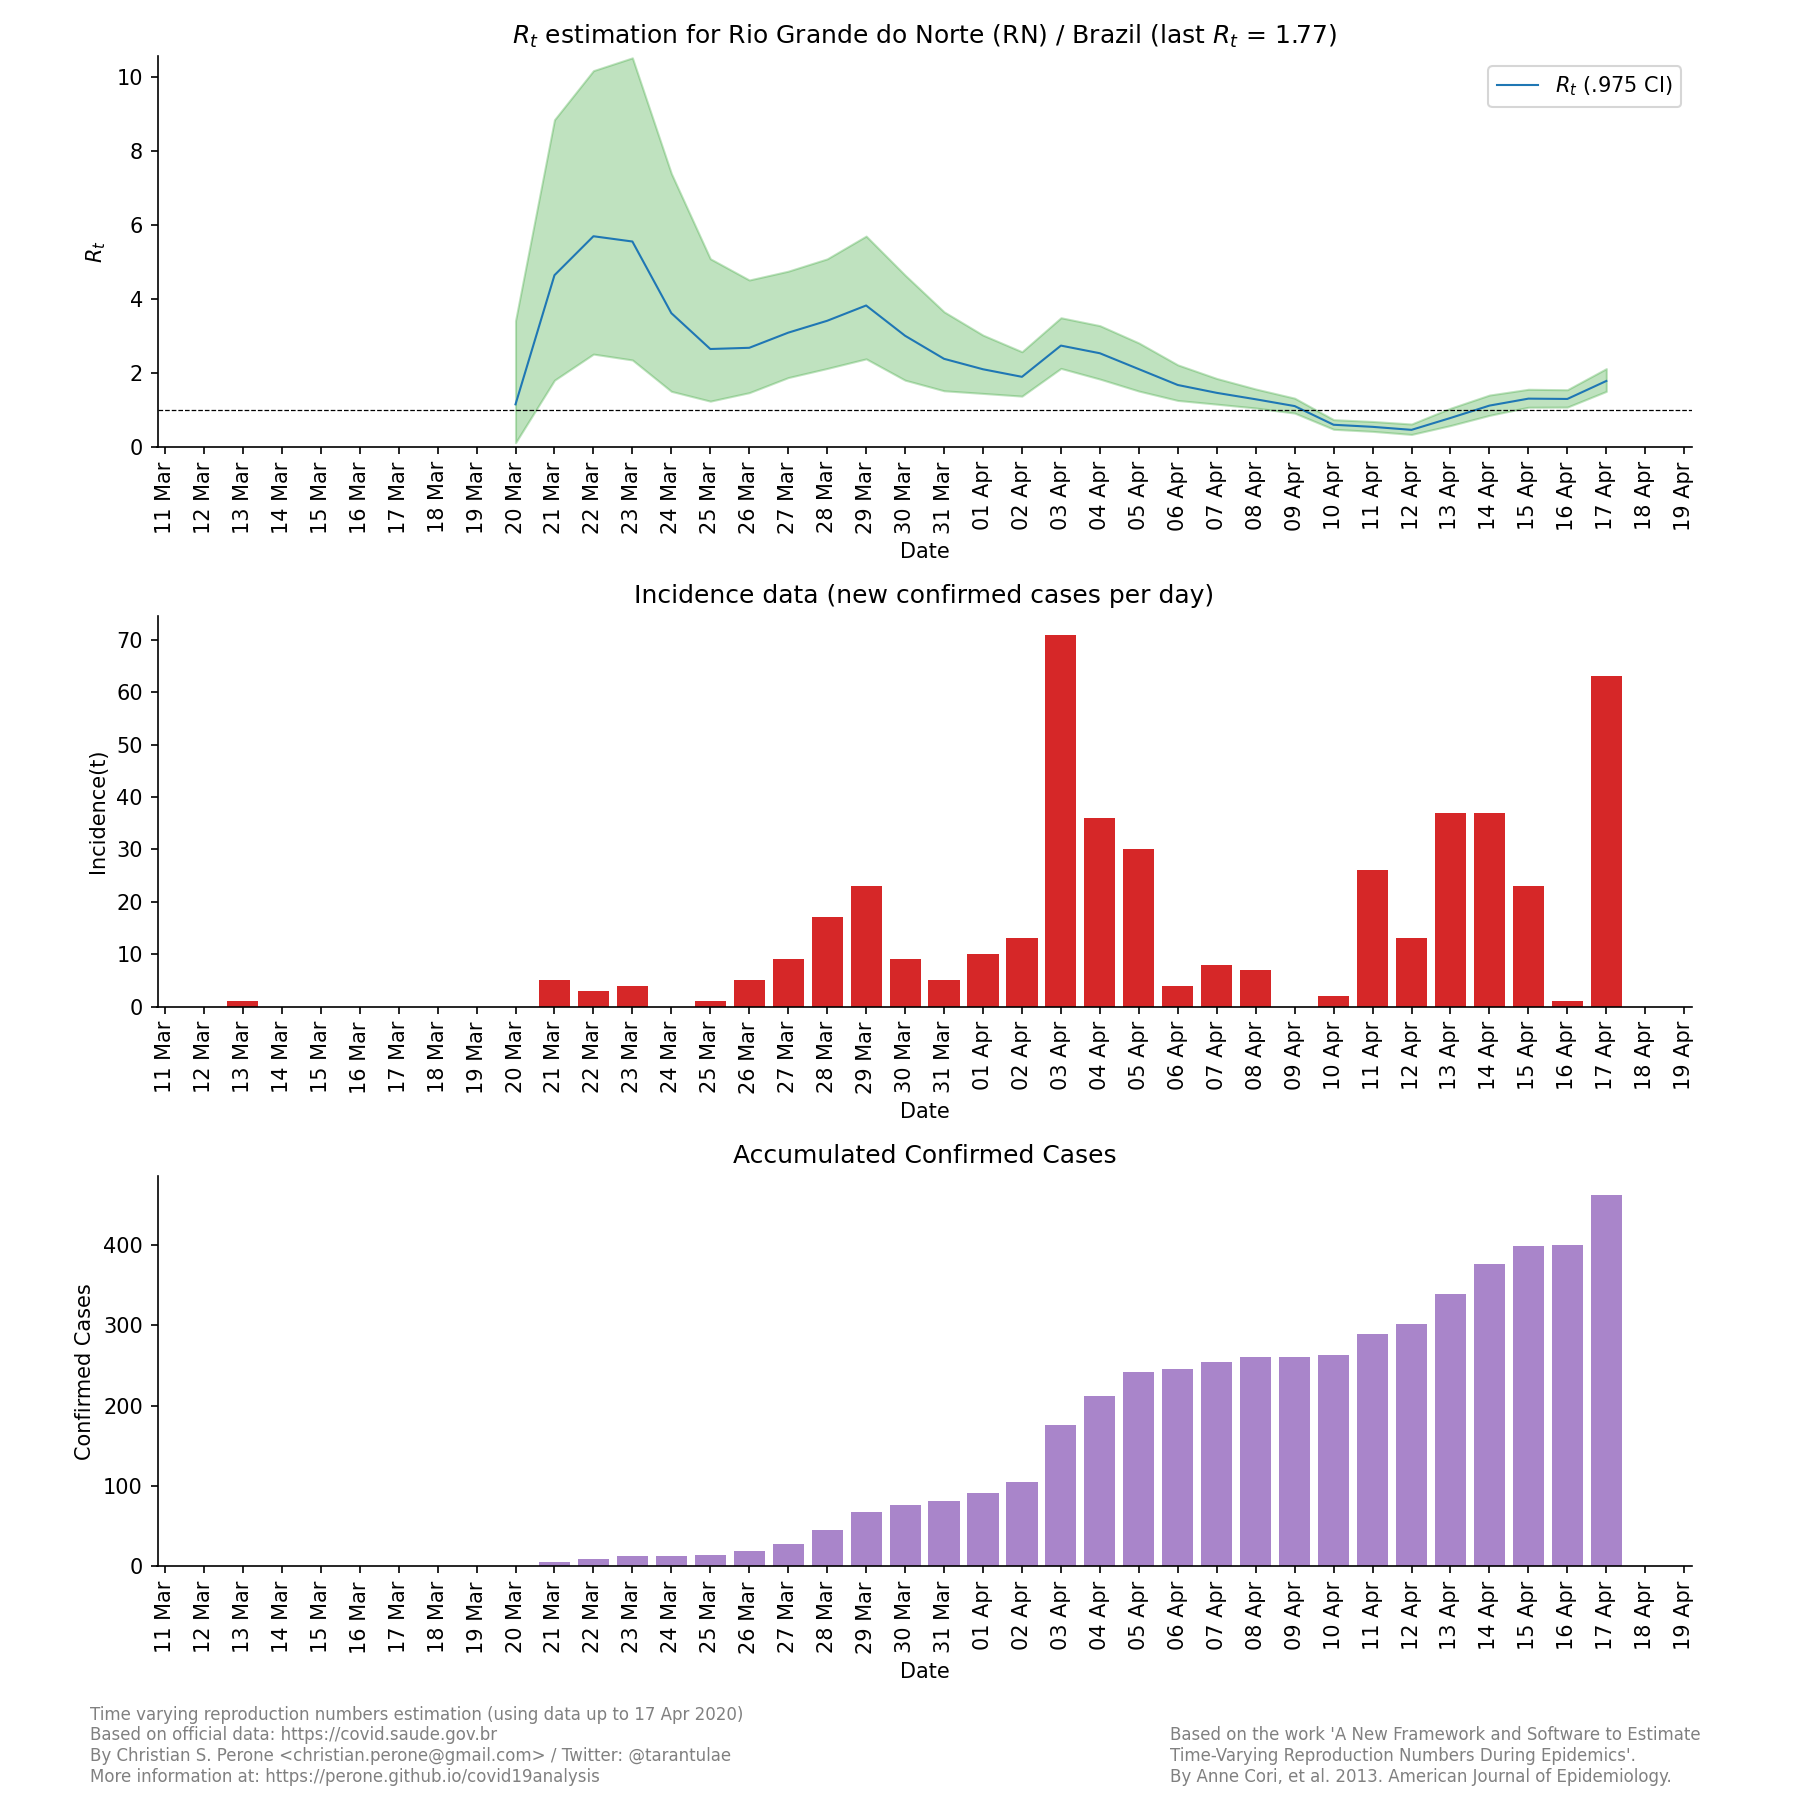 Rt estimation for Rio Grande do Norte (RN) / Brazil (last Rt = 1.77)
Rt (.975 CI)
10
8
6
4
2
0
Rt
11 Mar 12 Mar 13 Mar 14 Mar 15 Mar 16 Mar 17 Mar 18 Mar 19 Mar 20 Mar 21 Mar 22 Mar 23 Mar 24 Mar 25 Mar 26 Mar 27 Mar 28 Mar 29 Mar 30 Mar 31 Mar 01 Apr 02 Apr 03 Apr 04 Apr 05 Apr 06 Apr 07 Apr 08 Apr 09 Apr 10 Apr 11 Apr 12 Apr 13 Apr 14 Apr 15 Apr 16 Apr 17 Apr 18 Apr 19 Apr
Date
Incidence data (new confirmed cases per day)
70
60
50
40
30
20
10
0
Incidence(t)
11 Mar 12 Mar 13 Mar 14 Mar 15 Mar 16 Mar 17 Mar 18 Mar 19 Mar 20 Mar 21 Mar 22 Mar 23 Mar 24 Mar 25 Mar 26 Mar 27 Mar 28 Mar 29 Mar 30 Mar 31 Mar 01 Apr 02 Apr 03 Apr 04 Apr 05 Apr 06 Apr 07 Apr 08 Apr 09 Apr 10 Apr 11 Apr 12 Apr 13 Apr 14 Apr 15 Apr 16 Apr 17 Apr 18 Apr 19 Apr
Date
Accumulated Confirmed Cases
400
300
200
100
0
Confirmed Cases
11 Mar 12 Mar 13 Mar 14 Mar 15 Mar 16 Mar 17 Mar 18 Mar 19 Mar 20 Mar 21 Mar 22 Mar 23 Mar 24 Mar 25 Mar 26 Mar 27 Mar 28 Mar 29 Mar 30 Mar 31 Mar 01 Apr 02 Apr 03 Apr 04 Apr 05 Apr 06 Apr 07 Apr 08 Apr 09 Apr 10 Apr 11 Apr 12 Apr 13 Apr 14 Apr 15 Apr 16 Apr 17 Apr 18 Apr 19 Apr
Date
Time varying reproduction numbers estimation (using data up to 17 Apr 2020)
Based on official data: https://covid.saude.gov.br
By Christian S. Perone <christian.perone@gmail.com> / Twitter: @tarantulae
More information at: https://perone.github.io/covid19analysis
Based on the work 'A New Framework and Software to Estimate
Time-Varying Reproduction Numbers During Epidemics'.
By Anne Cori, et al. 2013. American Journal of Epidemiology.